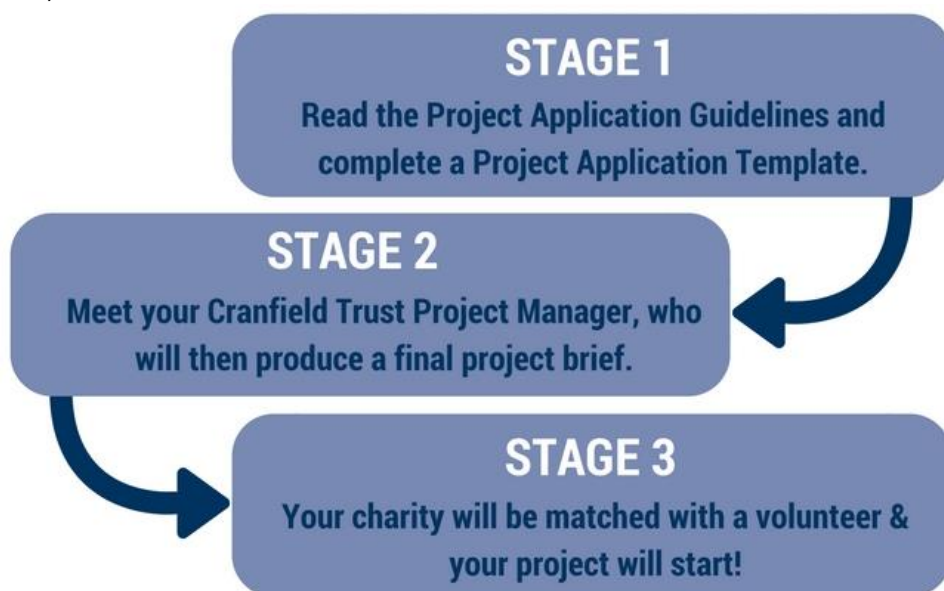 STAGE 1
Read the Project Application Guidelines and
complete a Project Application Template.
STAGE 2
Meet your Cranfield Trust Project Manager, who
will then produce a final project brief.
STAGE 3
Your charity will be matched with a volunteer &
your project will start!